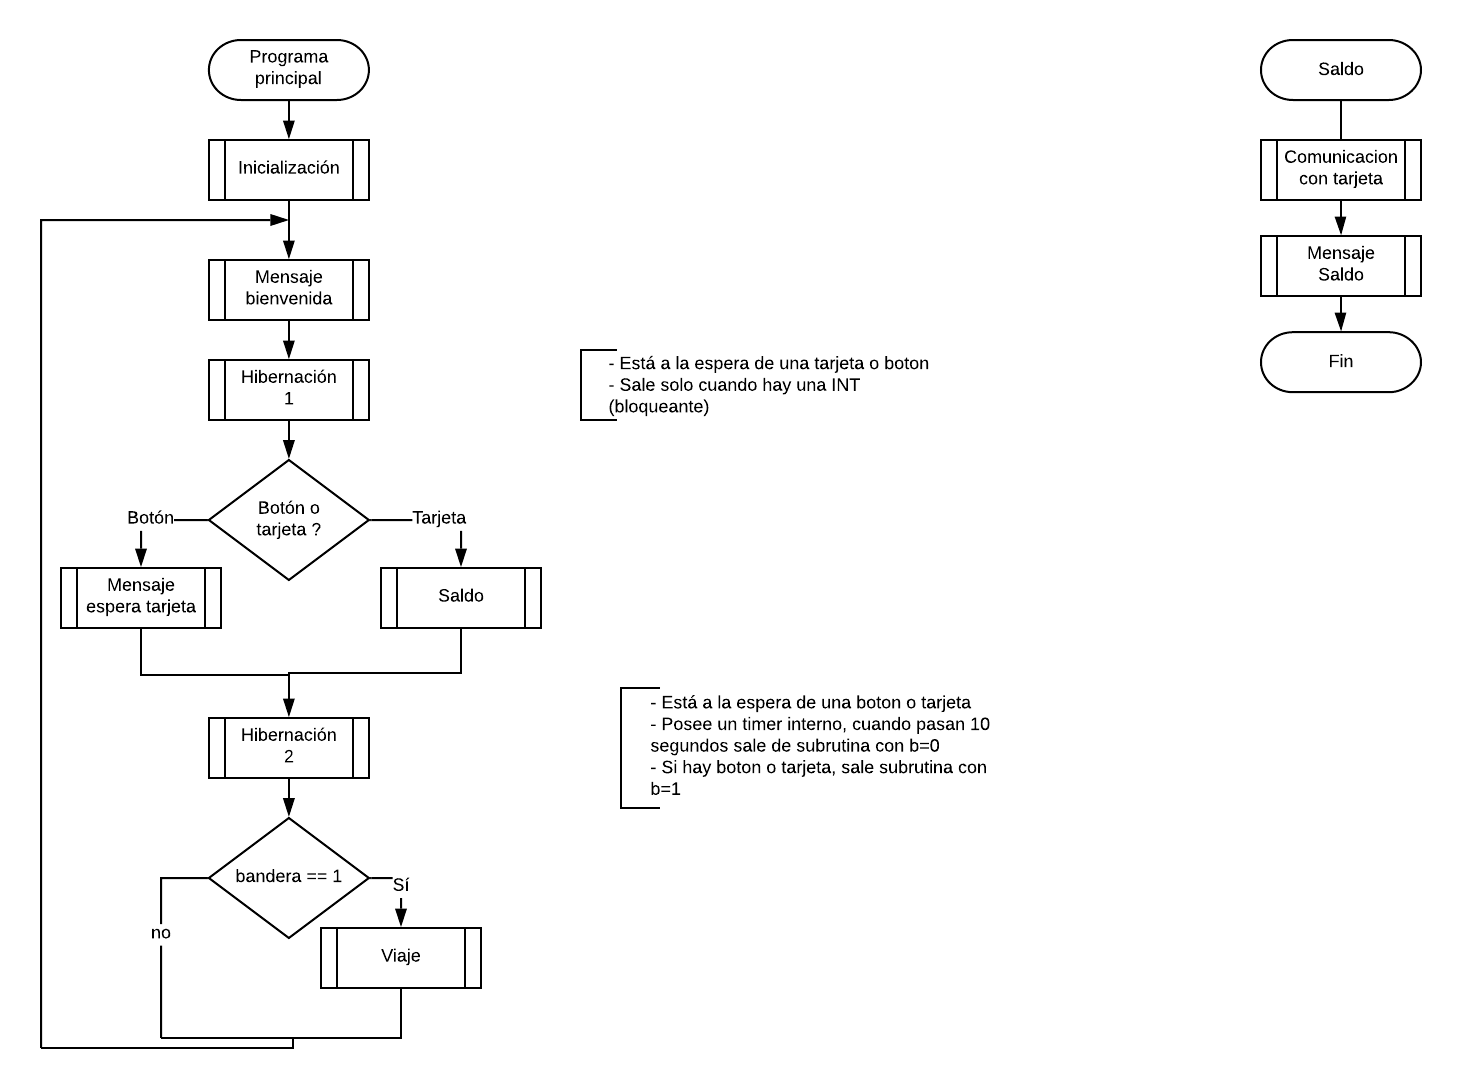 Programa
principal
Inicialización
Mensaje
bienvenida
Hibernación
1
- Está a la espera de una tarjeta o boton
- Sale solo cuando hay una INT
(bloqueante)
Botón o
tarjeta ?
Botón
Tarjeta
Mensaje
espera tarjeta
Saldo
Hibernación
2
- Está a la espera de una boton o tarjeta
- Posee un timer interno, cuando pasan 10
segundos sale de subrutina con b=0
- Si hay boton o tarjeta, sale subrutina con
b=1
bandera == 1
Sí
no
Viaje
Saldo
Comunicacion
con tarjeta
Mensaje
Saldo
Fin